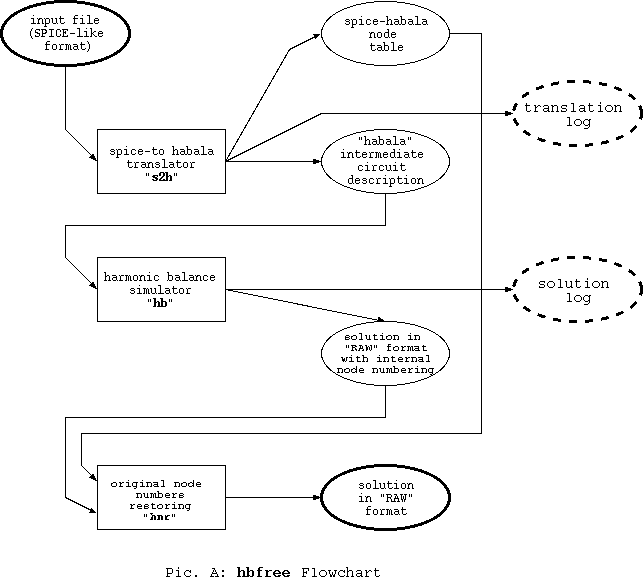 input file
(SPICE-like
format)
spice-habala
node
table
translation
log
spice-to habala
translator
"s2h"
"habala"
intermediate
circuit
description
harmonic balance
simulator
"hb"
solution
log
solution in
"RAW" format
with internal
node numbering
original node
numbers
restoring
"hnr"
solution
in "RAW"
format
Pic. A: hbfree Flowchart